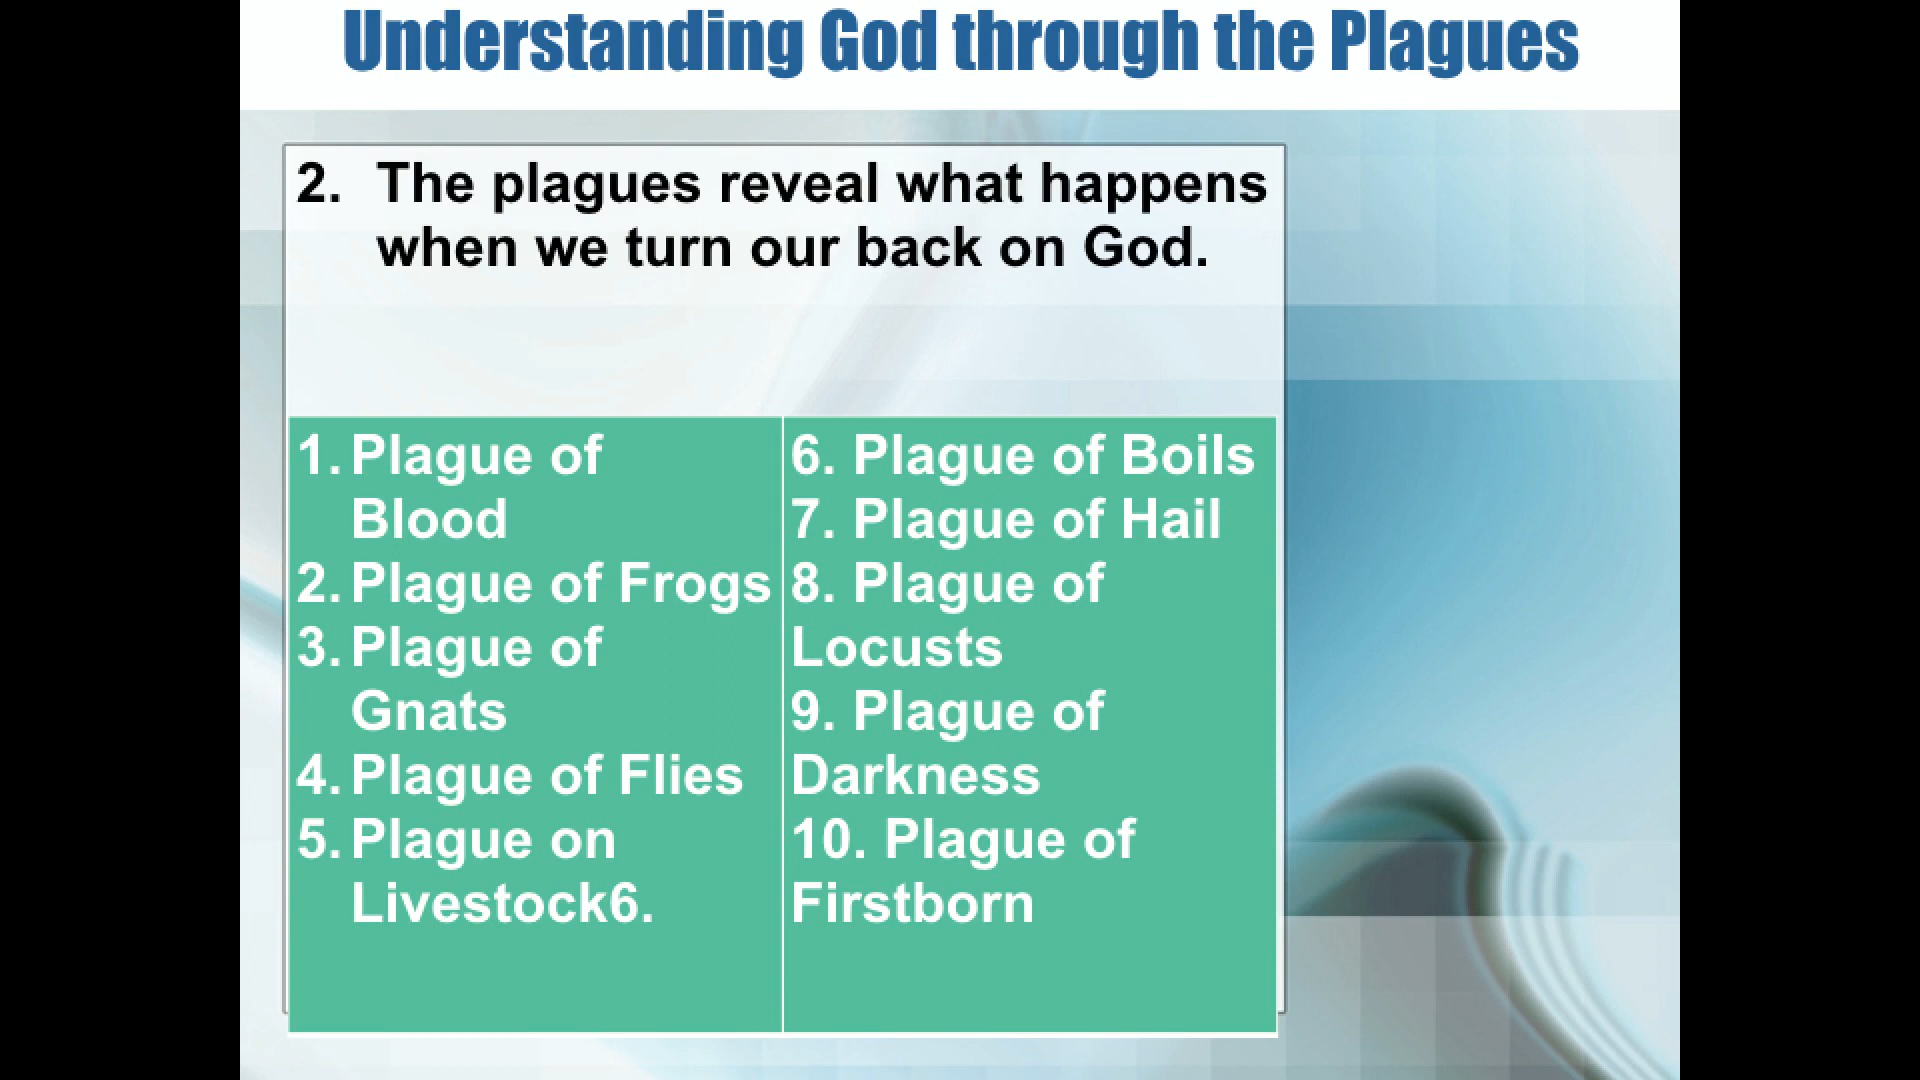 Understanding God through the Plagues
2. The plagues reveal what happens
when we turn our back on God.
1. Plague of
Blood
2. Plague of Frogs
3. Plague of
Gnats
4. Plague of Flies
5. Plague on
Livestock6.
6. Plague of Boils
7. Plague of Hail
8. Plague of
Locusts
9. Plague of
Darkness
10. Plague of
Firstborn